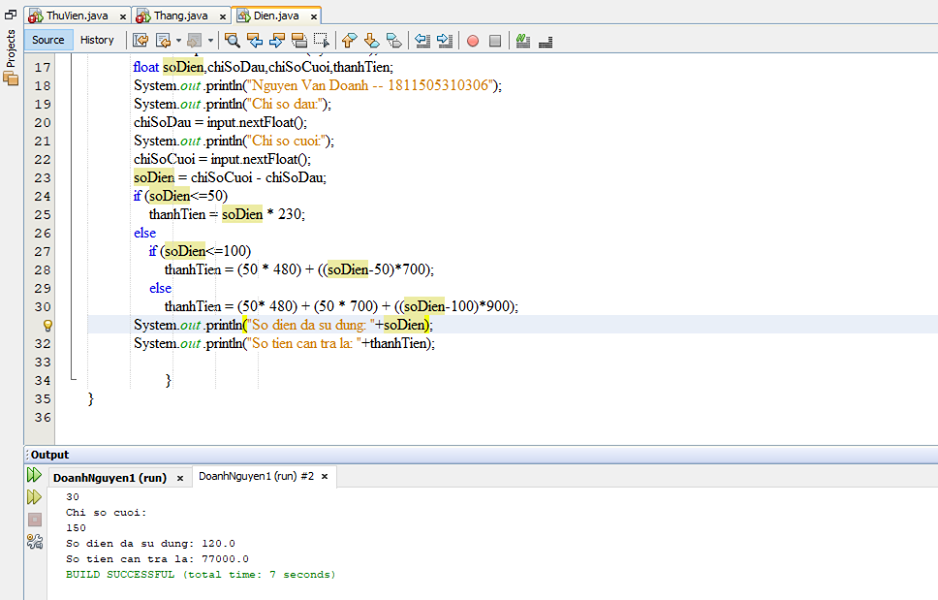 Projects
ThuVien.java × Thang.java × Dien.java ×
Source History
17 float soDien,chiSoDau,chiSoCuoi,thanhTien;
18 System.out.println("Nguyen Van Doanh -- 1811505310306");
19 System.out.println("Chi so dau:");
20 chiSoDau = input.nextFloat();
21 System.out.println("Chi so cuoi:");
22 chiSoCuoi = input.nextFloat();
23 soDien = chiSoCuoi - chiSoDau;
24 if (soDien<=50)
25 thanhTien = soDien * 230;
26 else
27 if (soDien<=100)
28 thanhTien = (50 * 480) + ((soDien-50)*700);
29 else
30 thanhTien = (50* 480) + (50 * 700) + ((soDien-100)*900);
System.out.println("So dien da su dung: "+soDien);
32 System.out.println("So tien can tra la: "+thanhTien);
33
34 }
35 }
36
Output
DoanhNguyen1 (run) × DoanhNguyen1 (run) #2 ×
30
Chi so cuoi:
150
So dien da su dung: 120.0
So tien can tra la: 77000.0
BUILD SUCCESSFUL (total time: 7 seconds)